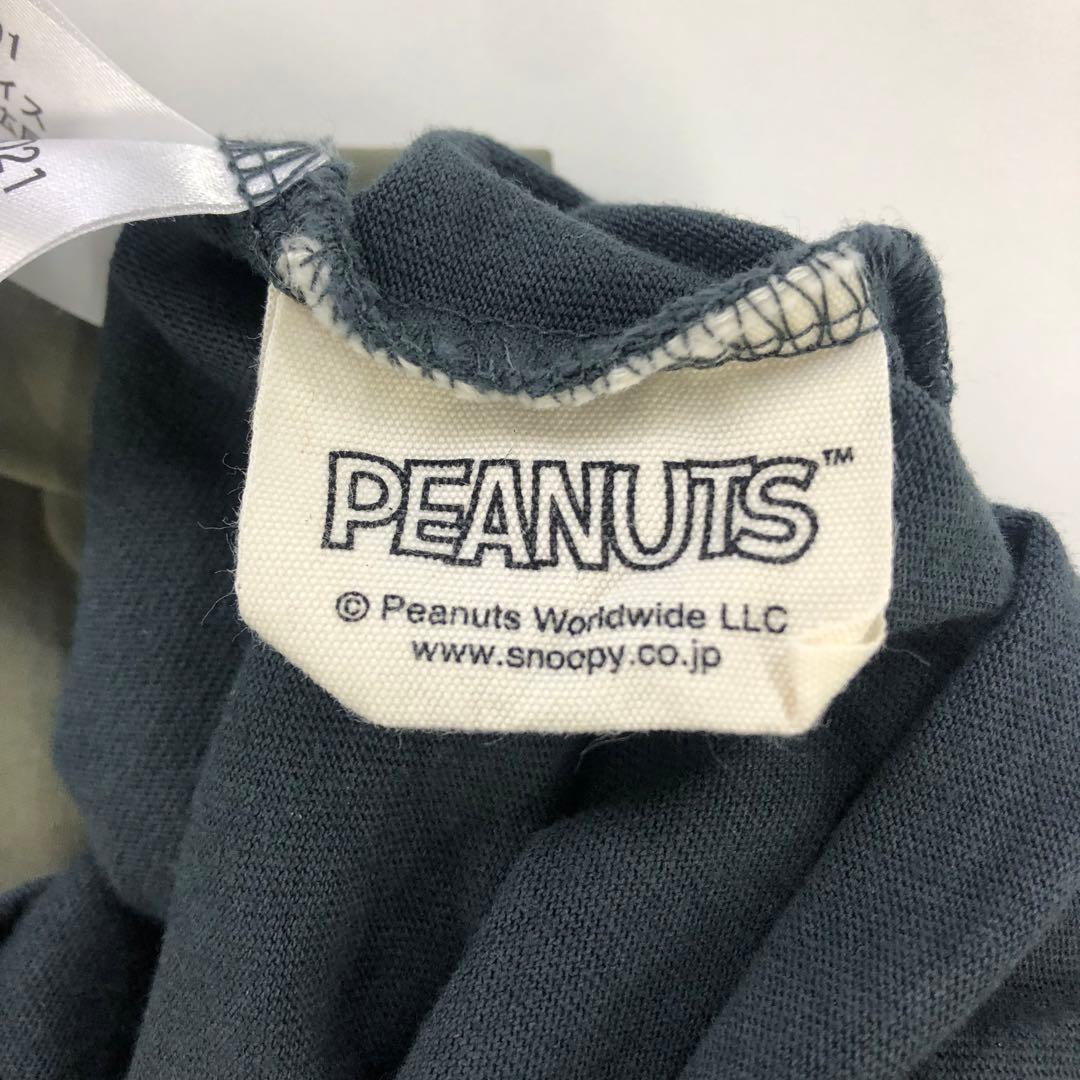 PEANUTS™
© Peanuts Worldwide LLC
www.snoopy.co.jp